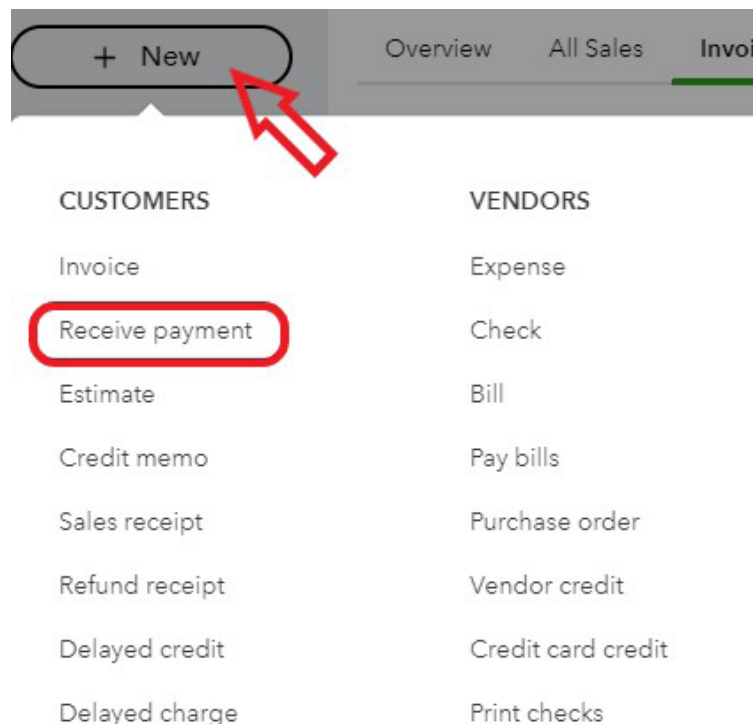 + New
Overview All Sales Invoi
CUSTOMERS
Invoice
Receive payment
Estimate
Credit memo
Sales receipt
Refund receipt
Delayed credit
Delayed charge
VENDORS
Expense
Check
Bill
Pay bills
Purchase order
Vendor credit
Credit card credit
Print checks